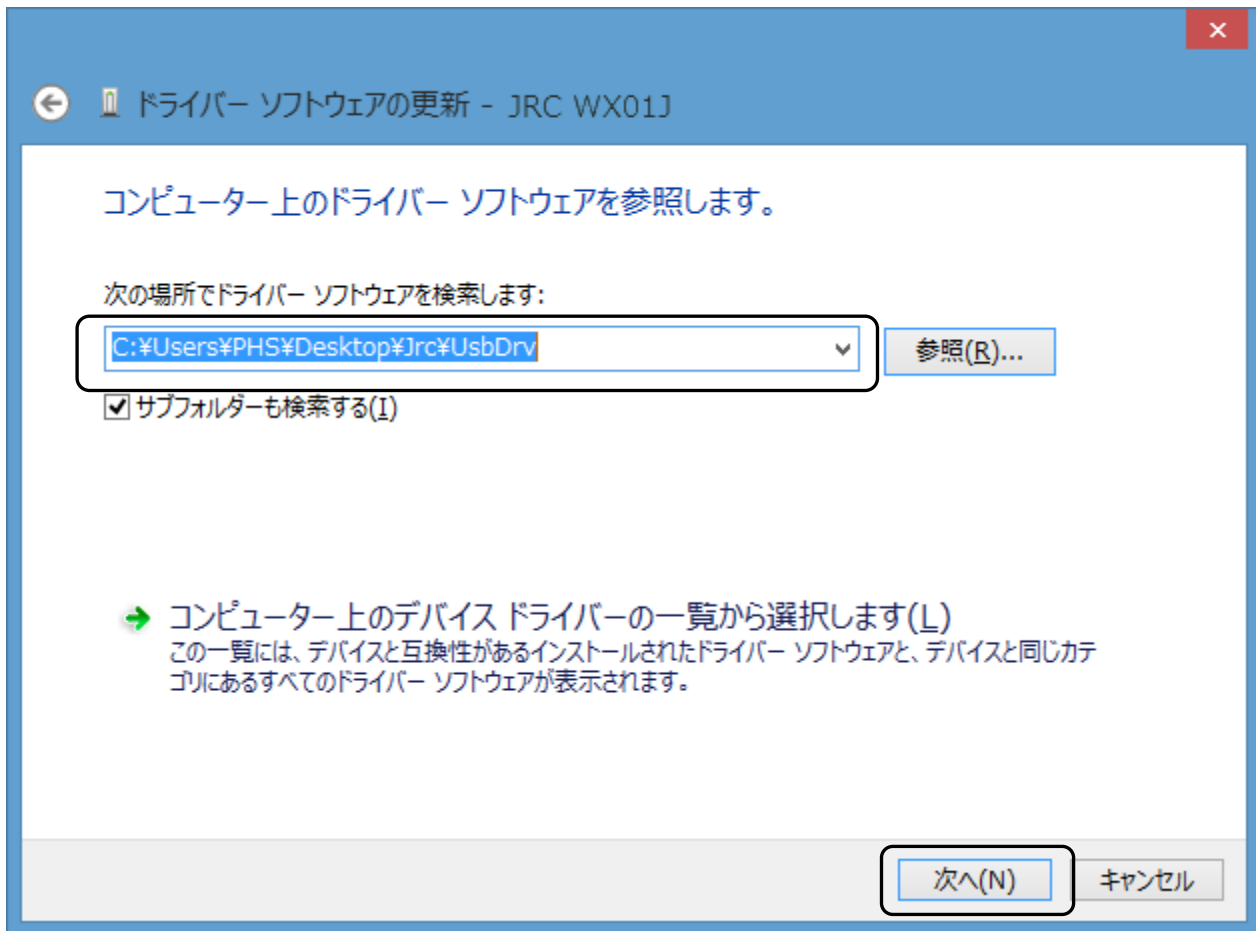 ドライバー ソフトウェアの更新 - JRC WX01J
コンピューター上のドライバー ソフトウェアを参照します。
次の場所でドライバー ソフトウェアを検索します:
C:¥Users¥PHS¥Desktop¥Jrc¥UsbDrv
参照(R)...
サブフォルダーも検索する(I)
コンピューター上のデバイス ドライバーの一覧から選択します(L)
この一覧には、デバイスと互換性があるインストールされたドライバー ソフトウェアと、デバイスと同じカテ
ゴリにあるすべてのドライバー ソフトウェアが表示されます。
次へ(N)
キャンセル